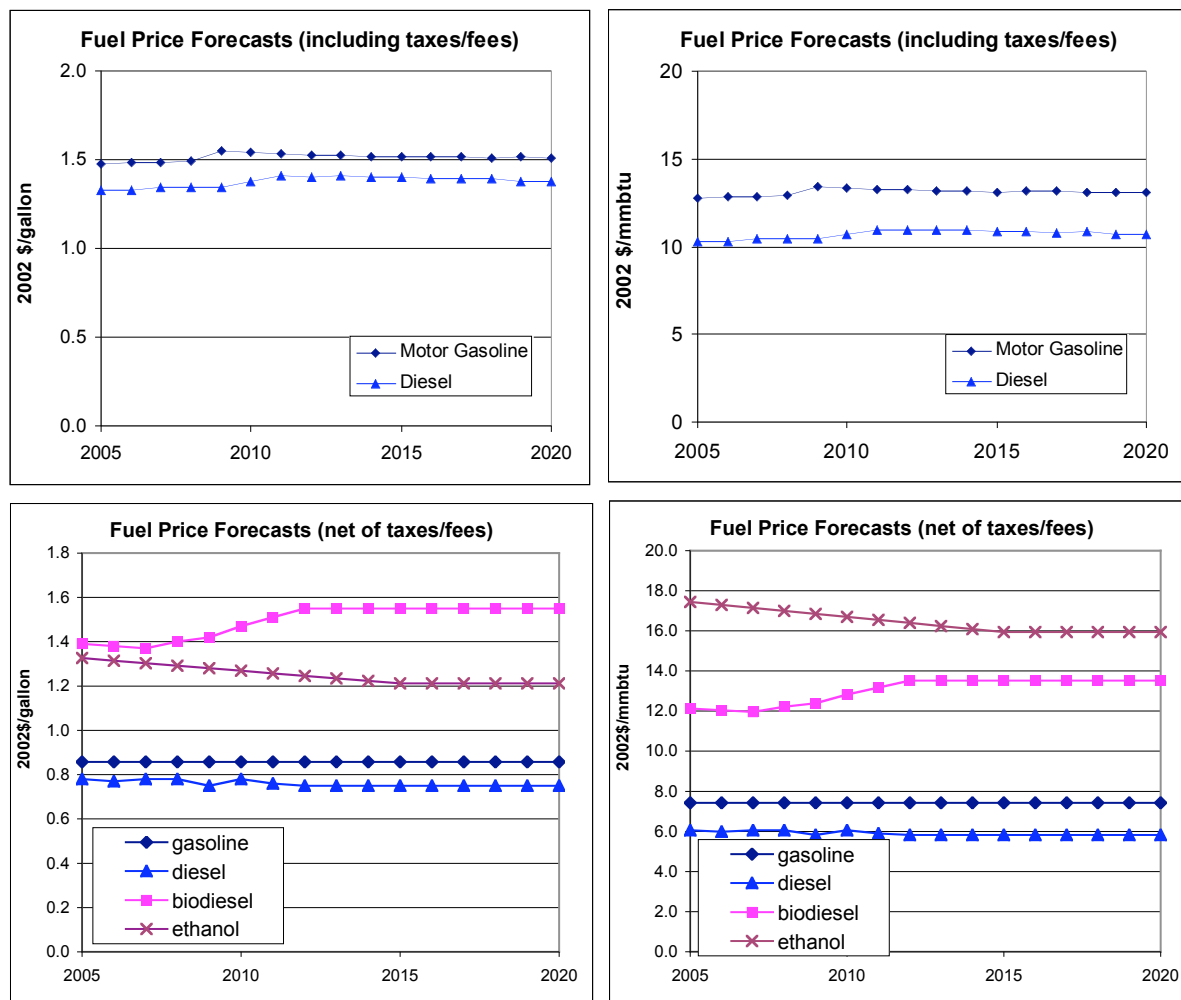 Fuel Price Forecasts (including taxes/fees)
2.0
1.5
1.0
0.5
0.0
2002 $/gallon
Motor Gasoline
Diesel
2005 2010 2015 2020
Fuel Price Forecasts (including taxes/fees)
20
15
10
5
0
2002 $/mmbtu
Motor Gasoline
Diesel
2005 2010 2015 2020
Fuel Price Forecasts (net of taxes/fees)
1.8
1.6
1.4
1.2
1.0
0.8
0.6
0.4
0.2
0.0
2002$/gallon
gasoline
diesel
biodiesel
ethanol
2005 2010 2015 2020
Fuel Price Forecasts (net of taxes/fees)
20.0
18.0
16.0
14.0
12.0
10.0
8.0
6.0
4.0
2.0
0.0
2002$/mmbtu
gasoline
diesel
biodiesel
ethanol
2005 2010 2015 2020